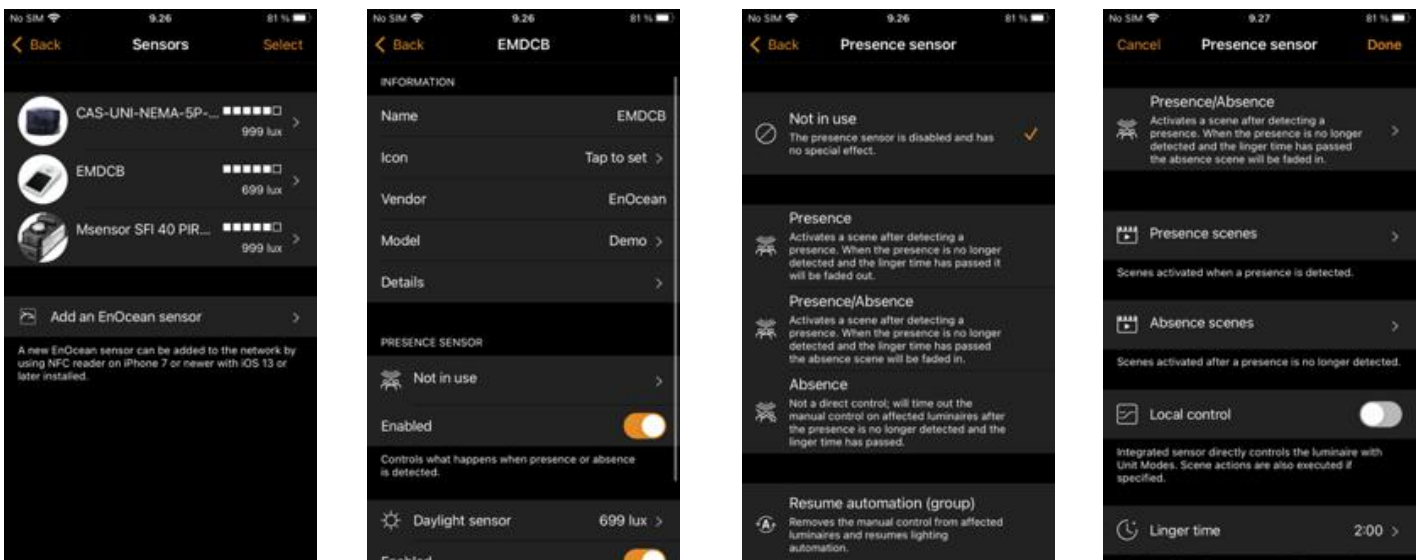 No SIM 9.26 81 %
Back Sensors Select
CAS-UNI-NEMA-5P-...
999 lux
EMDCB
699 lux
Msensor SFI 40 PIR...
999 lux
Add an EnOcean sensor
A new EnOcean sensor can be added to the network by
using NFC reader on iPhone 7 or newer with iOS 13 or
later installed.
No SIM 9.26 81 %
Back EMDCB
INFORMATION
Name EMDCB
Icon Tap to set
Vendor EnOcean
Model Demo
Details
PRESENCE SENSOR
Not in use
Enabled
Controls what happens when presence or absence
is detected.
Daylight sensor 699 lux
Enabled
No SIM 9.26 81 %
Back Presence sensor
Not in use
The presence sensor is disabled and has
no special effect.
Presence
Activates a scene after detecting a
presence. When the presence is no longer
detected and the linger time has passed it
will be faded out.
Presence/Absence
Activates a scene after detecting a
presence. When the presence is no longer
detected and the linger time has passed
the absence scene will be faded in.
Absence
Not a direct control; will time out the
manual control on affected luminaires after
the presence is no longer detected and the
linger time has passed.
Resume automation (group)
Removes the manual control from affected
luminaires and resumes lighting
automation.
No SIM 9.27 81 %
Cancel Presence sensor Done
Presence/Absence
Activates a scene after detecting a
presence. When the presence is no longer
detected and the linger time has passed
the absence scene will be faded in.
Presence scenes
Scenes activated when a presence is detected.
Absence scenes
Scenes activated after a presence is no longer detected.
Local control
Integrated sensor directly controls the luminaire with
Unit Modes. Scene actions are also executed if
specified.
Linger time 2:00